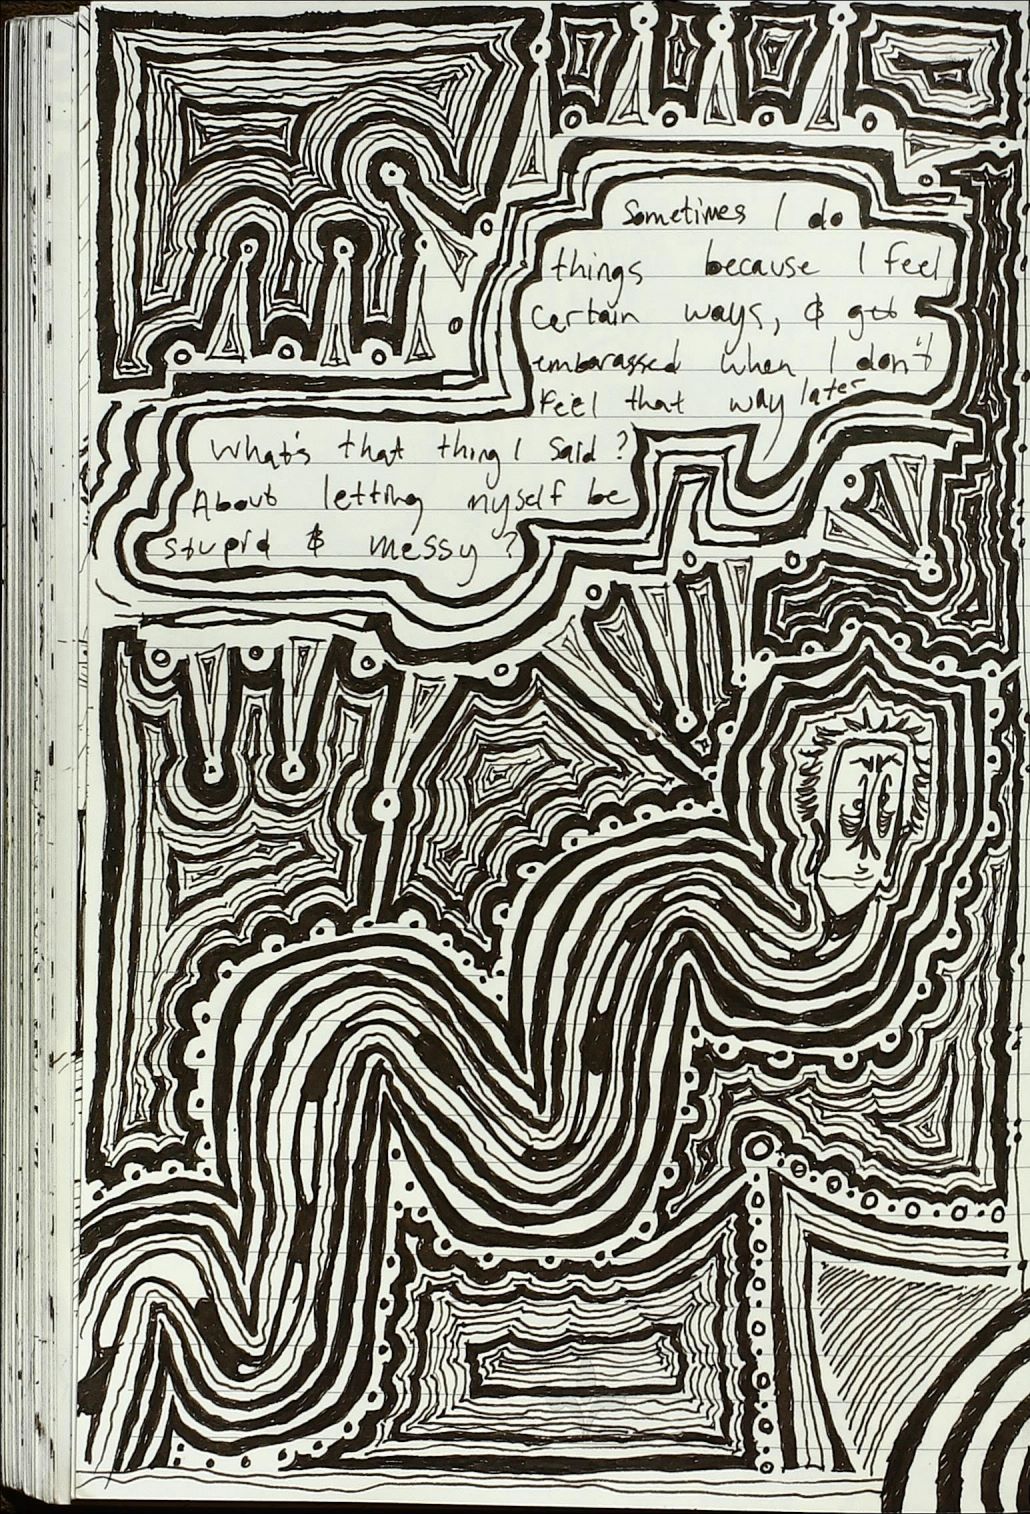 Sometimes I do
things because I feel
certain ways, & get
embarassed when I don't
feel that way later
What's that thing I said?
About letting myself be
stupid & messy?